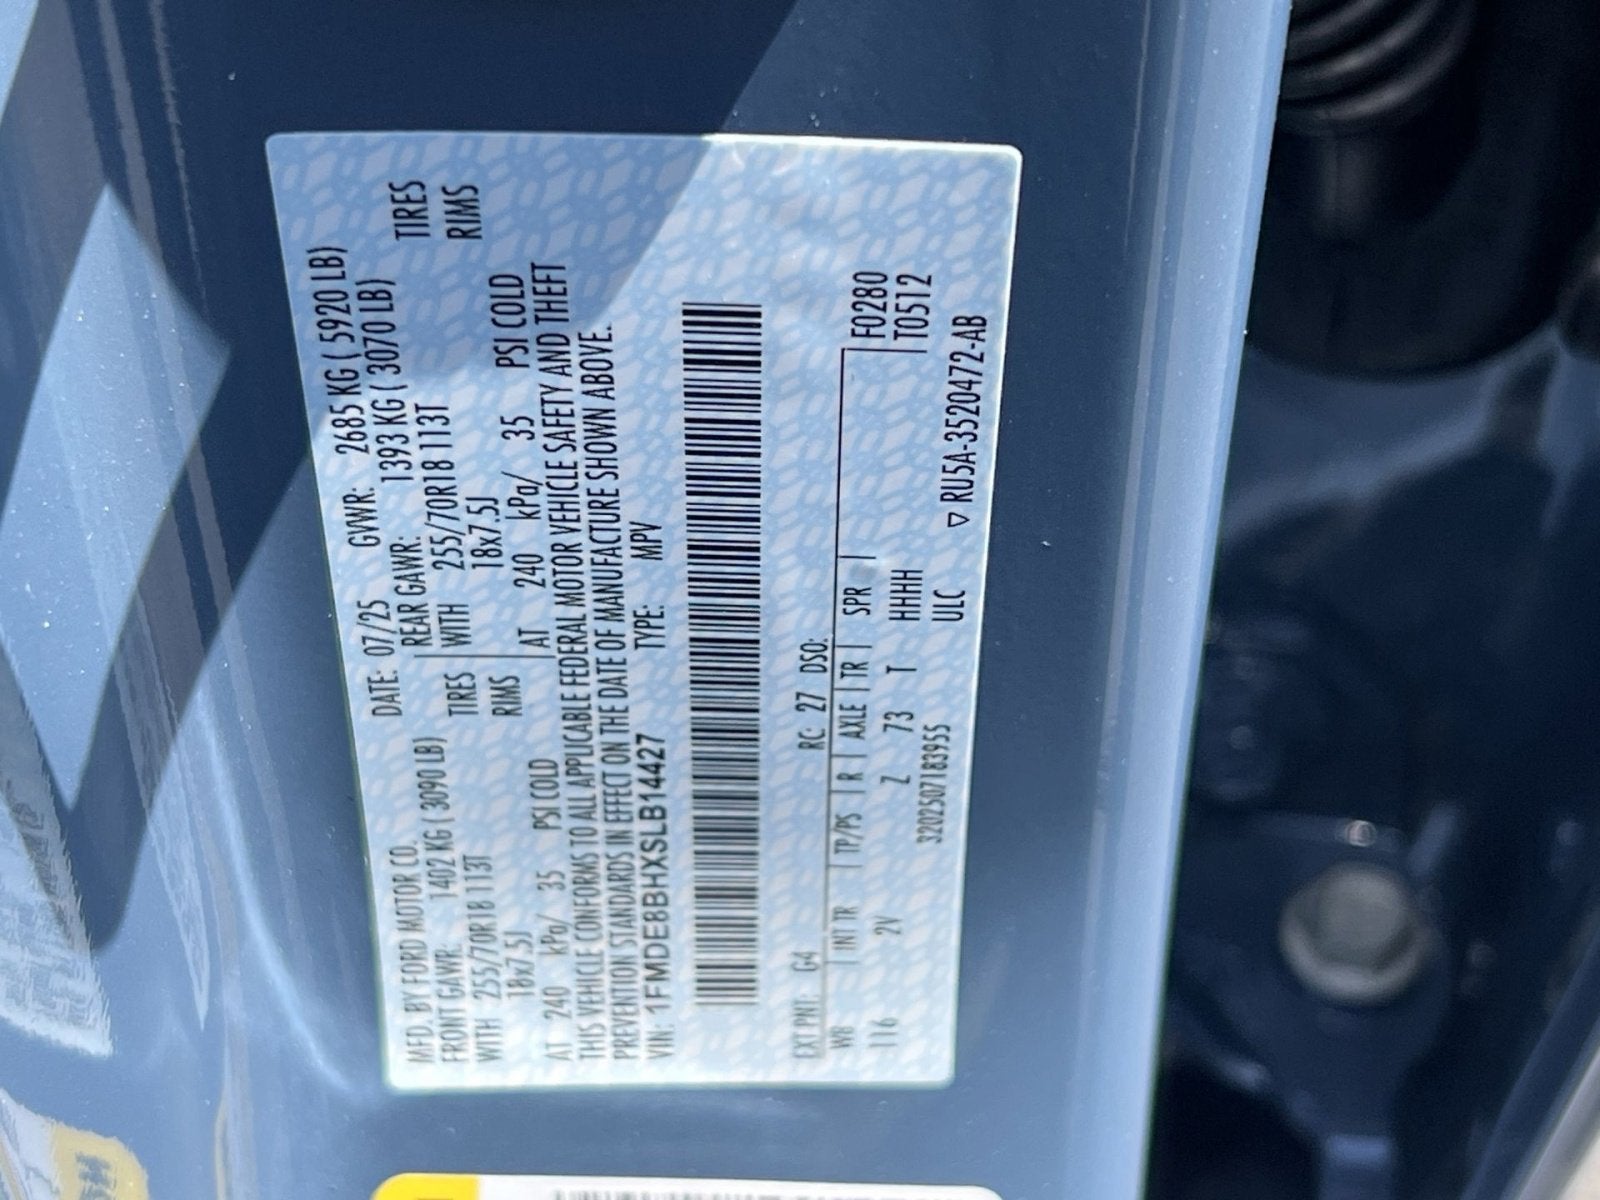 MFD. BY FORD MOTOR CO.
DATE: 07/25 GVWR: 2685 KG ( 5920 LB)
FRONT GAWR: 1402 KG ( 3090 LB) REAR GAWR: 1393 KG ( 3070 LB)
WITH 255/70R18 113T TIRES WITH 255/70R18 113T TIRES
18x7.5J RIMS 18x7.5J RIMS
AT 240 kPa/ 35 PSI COLD AT 240 kPa/ 35 PSI COLD
THIS VEHICLE CONFORMS TO ALL APPLICABLE FEDERAL MOTOR VEHICLE SAFETY AND THEFT
PREVENTION STANDARDS IN EFFECT ON THE DATE OF MANUFACTURE SHOWN ABOVE.
VIN: 1FMDE8BHXSLB14427 TYPE: MPV
EXT PNT: G4 RC: 27 DSO: F0280
WB INT TR TP/PS R AXLE TR SPR T0512
116 2V Z 73 T HHHH
320250718395​5 ULC ▽ RU5A-3520472-AB